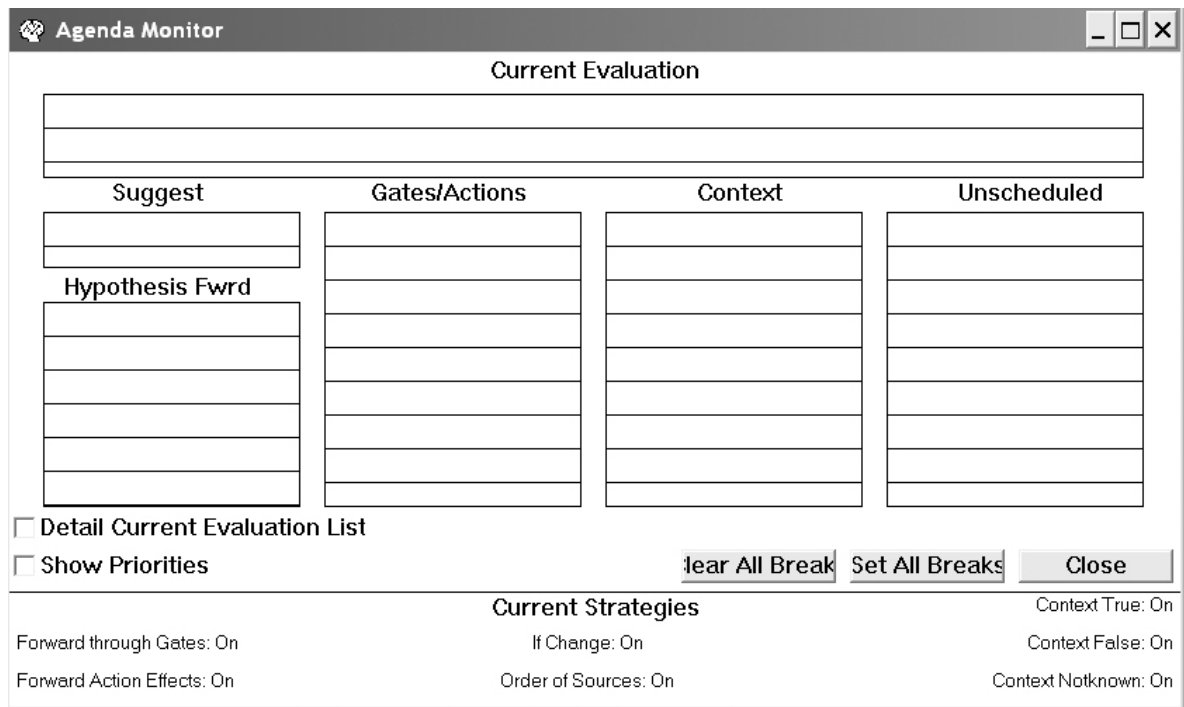 Agenda Monitor
Current Evaluation
Suggest Gates/Actions Context Unscheduled
Hypothesis Fwrd
Detail Current Evaluation List
Show Priorities lear All Break Set All Breaks Close
Current Strategies Context True: On
Forward through Gates: On If Change: On Context False: On
Forward Action Effects: On Order of Sources: On Context Notknown: On